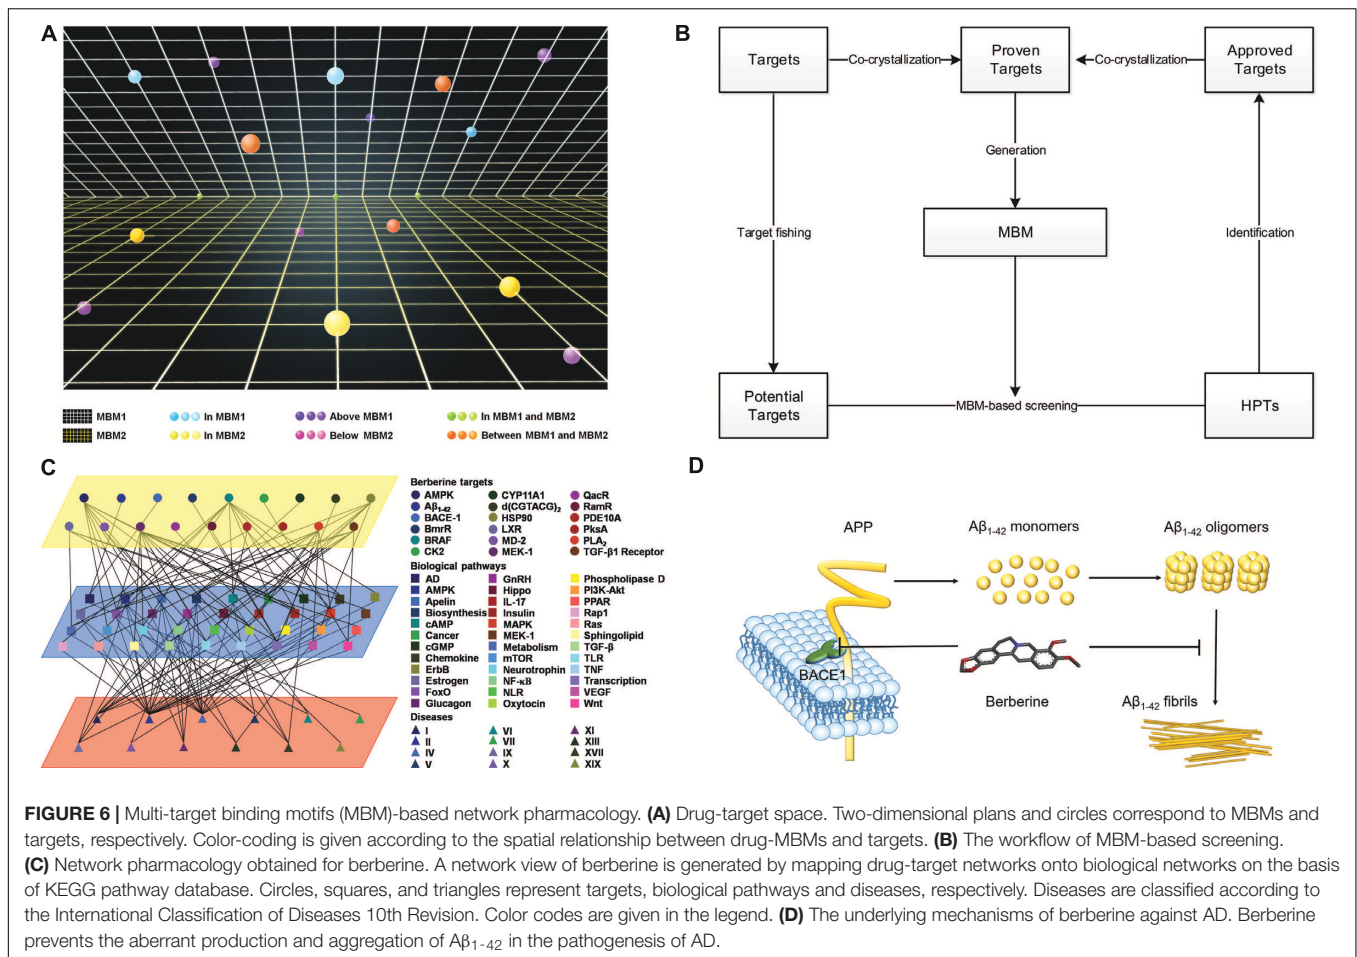 A
MBM1
In MBM1
Above MBM1
In MBM1 and MBM2
MBM2
In MBM2
Below MBM2
Between MBM1 and MBM2
B
Targets
Co-crystallization
Proven
Targets
Co-crystallization
Approved
Targets
Generation
Target fishing
MBM
Identification
Potential
Targets
MBM-based screening
HPTs
C
Berberine targets
AMPK
CYP11A1
QacR
Aβ1-42
d(CGTACG)2
RamR
BACE-1
HSP90
PDE10A
BmrR
LXR
PksA
BRAF
MD-2
PLA2
CK2
MEK-1
TGF-β1 Receptor
Biological pathways
AD
GnRH
Phospholipase D
AMPK
Hippo
PI3K-Akt
Apelin
IL-17
PPAR
Biosynthesis
Insulin
Rap1
cAMP
MAPK
Ras
Cancer
MEK-1
Sphingolipid
cGMP
Metabolism
TGF-β
Chemokine
mTOR
TLR
ErbB
Neurotrophin
TNF
Estrogen
NF-κB
Transcription
FoxO
NLR
VEGF
Glucagon
Oxytocin
Wnt
Diseases
I
VI
XI
II
VII
XIII
IV
IX
XVII
V
X
XIX
D
APP
Aβ1-42 monomers
Aβ1-42 oligomers
BACE1
Berberine
Aβ1-42 fibrils
FIGURE 6 | Multi-target binding motifs (MBM)-based network pharmacology. (A) Drug-target space. Two-dimensional plans and circles correspond to MBMs and
targets, respectively. Color-coding is given according to the spatial relationship between drug-MBMs and targets. (B) The workflow of MBM-based screening.
(C) Network pharmacology obtained for berberine. A network view of berberine is generated by mapping drug-target networks onto biological networks on the basis
of KEGG pathway database. Circles, squares, and triangles represent targets, biological pathways and diseases, respectively. Diseases are classified according to
the International Classification of Diseases 10th Revision. Color codes are given in the legend. (D) The underlying mechanisms of berberine against AD. Berberine
prevents the aberrant production and aggregation of Aβ1-42 in the pathogenesis of AD.